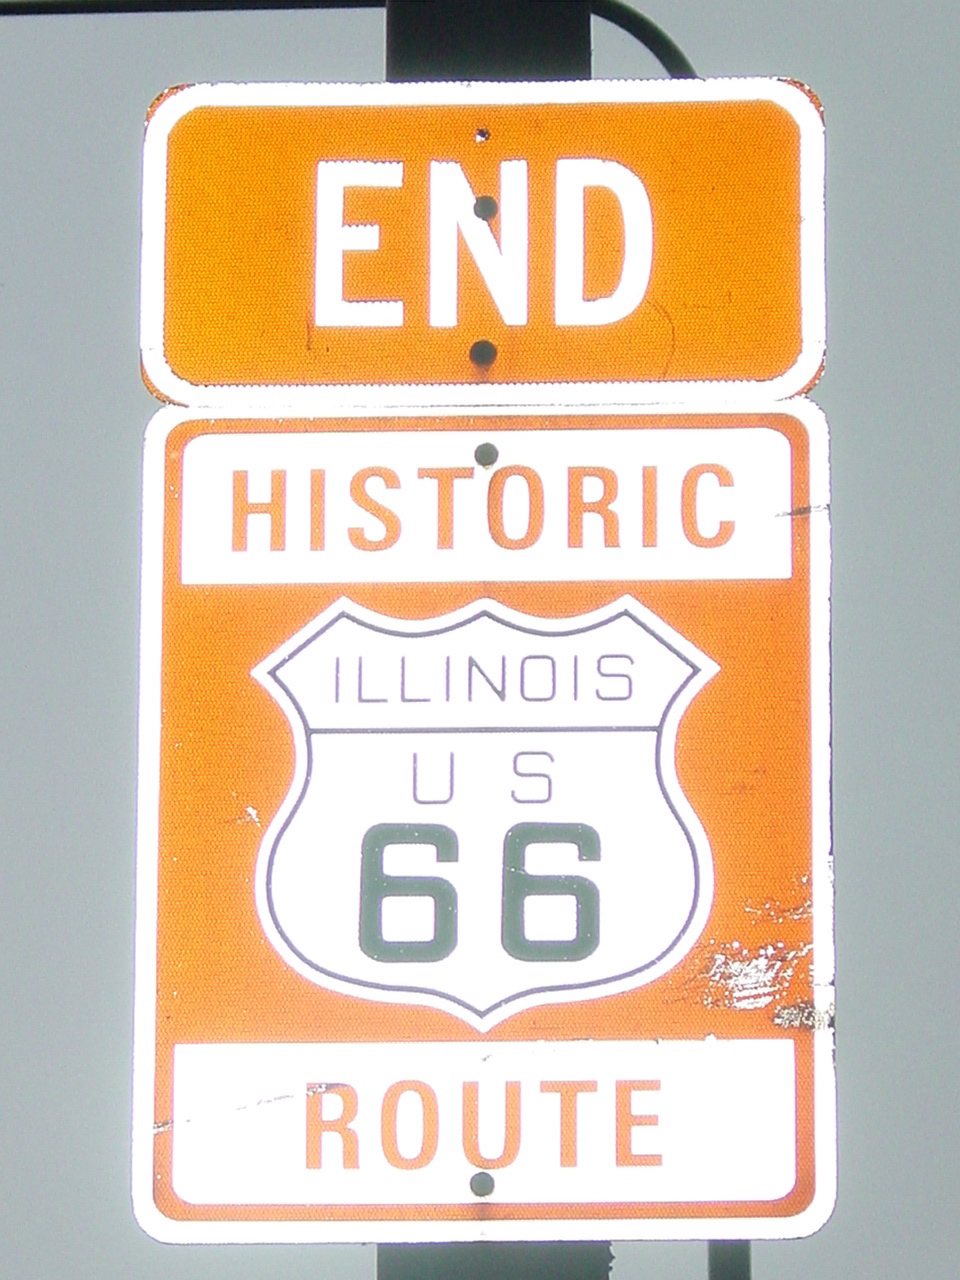 END
HISTORIC
ILLINOIS
U S
66
ROUTE